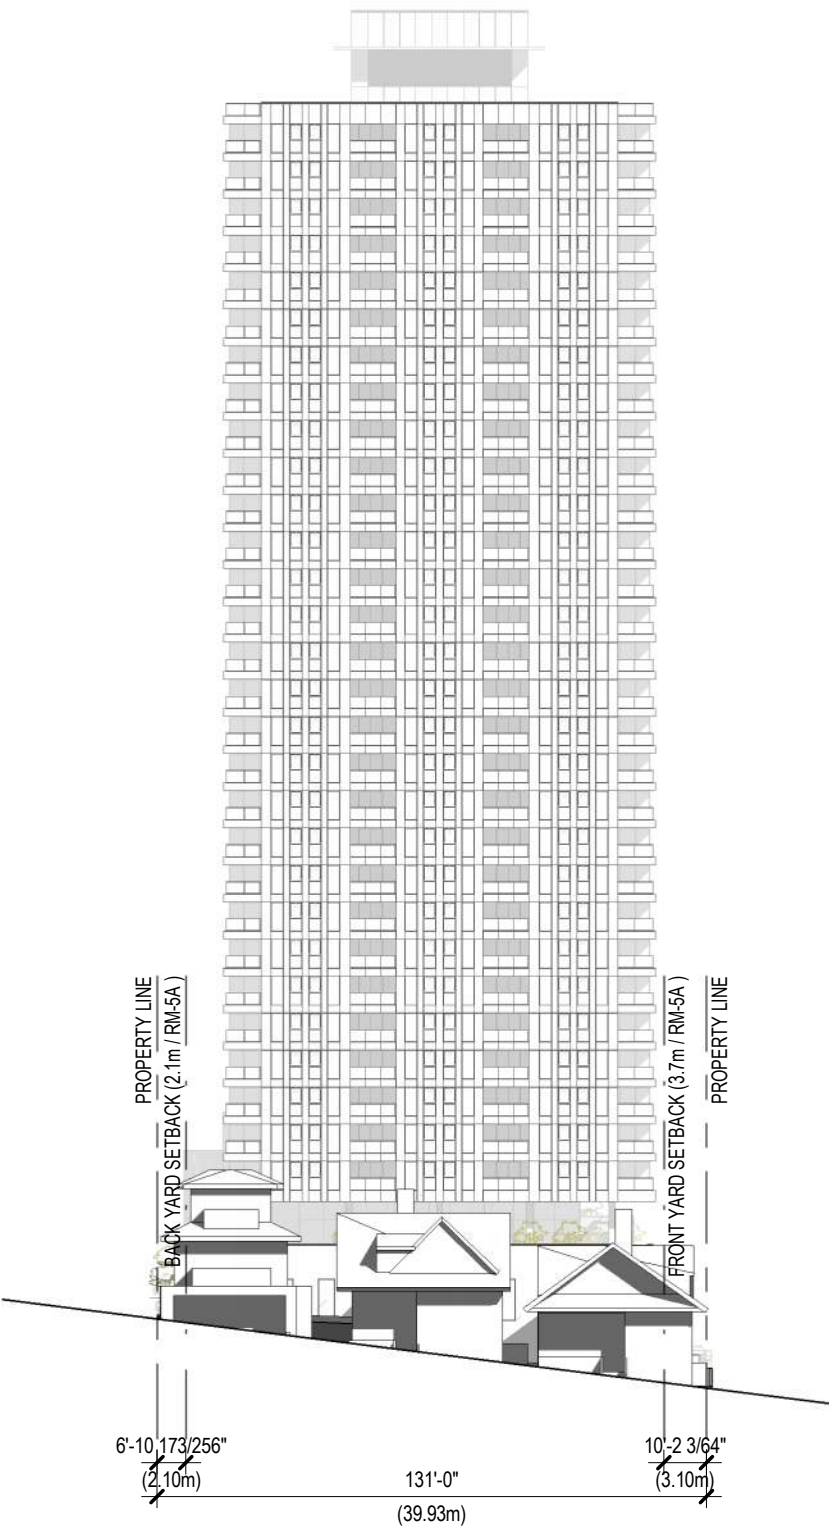 PROPERTY LINE
BACK YARD SETBACK (2.1m / RM-5A )
FRONT YARD SETBACK (3.7m / RM-5A )
PROPERTY LINE
6'-10 173/256"
(2.10m)
131'-0"
(39.93m)
10'-2 3/64"
(3.10m)